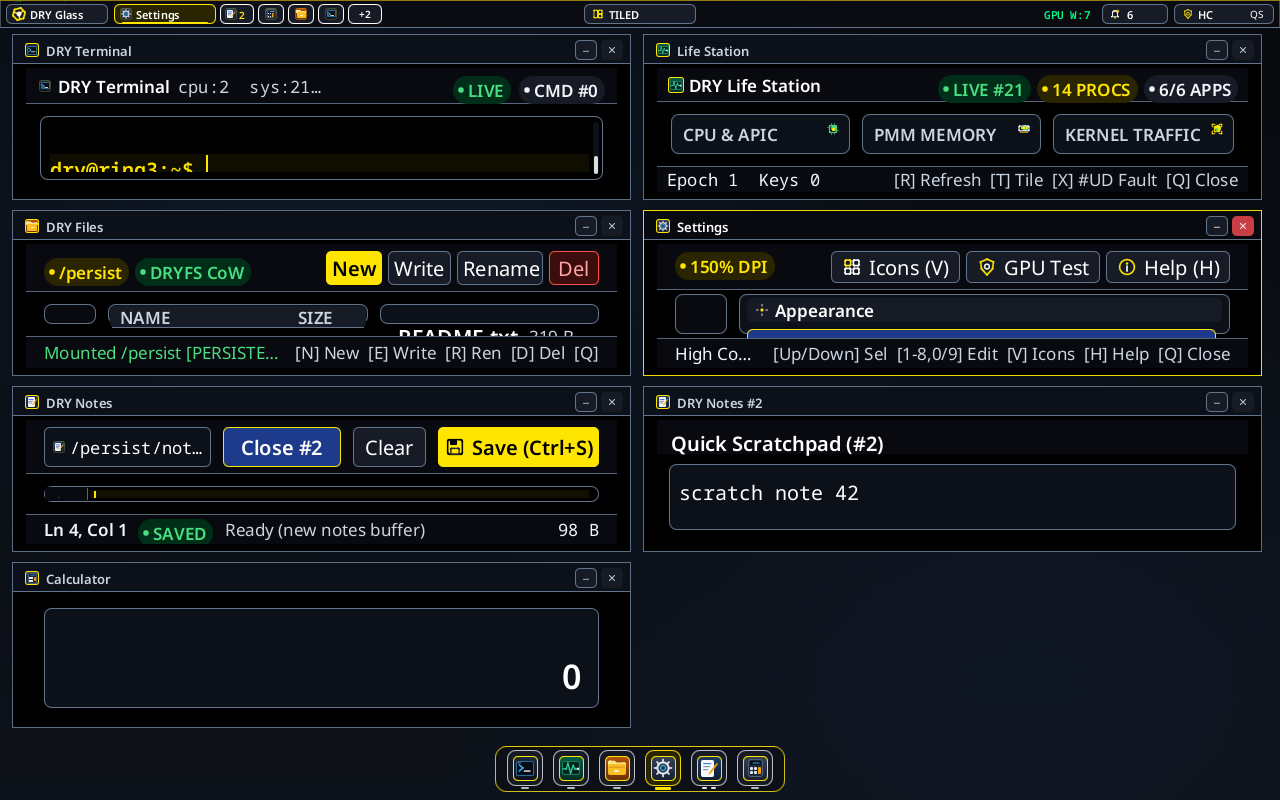 DRY Glass Settings 2 +2 TILED GPU W:7 6 HC QS
DRY Terminal
DRY Terminal cpu:2 sys:21…
LIVE CMD #0
dry@ring3:~$
Life Station
DRY Life Station LIVE #21 14 PROCS 6/6 APPS
CPU & APIC PMM MEMORY KERNEL TRAFFIC
Epoch 1 Keys 0 [R] Refresh [T] Tile [X] #UD Fault [Q] Close
DRY Files
/persist DRYFS CoW New Write Rename Del
NAME SIZE
README.txt 319 B
Mounted /persist [PERSISTE… [N] New [E] Write [R] Ren [D] Del [Q]
Settings
150% DPI Icons (V) GPU Test Help (H)
Appearance
High Co… [Up/Down] Sel [1-8,0/9] Edit [V] Icons [H] Help [Q] Close
DRY Notes
/persist/not… Close #2 Clear Save (Ctrl+S)
Ln 4, Col 1 SAVED Ready (new notes buffer) 98 B
DRY Notes #2
Quick Scratchpad (#2)
scratch note 42
Calculator
0